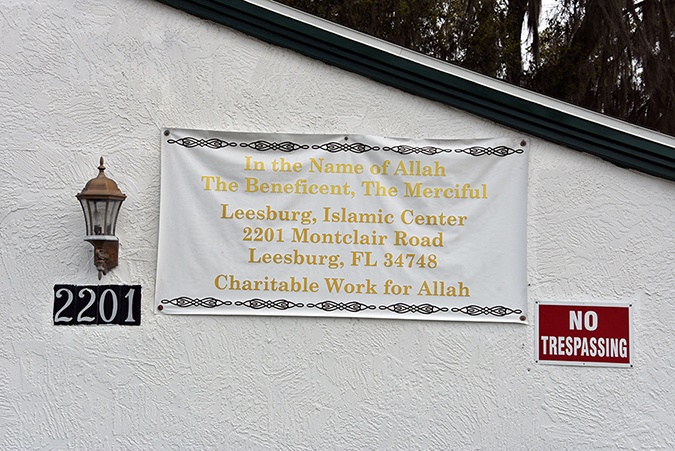 In the Name of Allah
The Beneficent, The Merciful
Leesburg, Islamic Center
2201 Montclair Road
Leesburg, FL 34748
Charitable Work for Allah
2201
NO
TRESPASSING